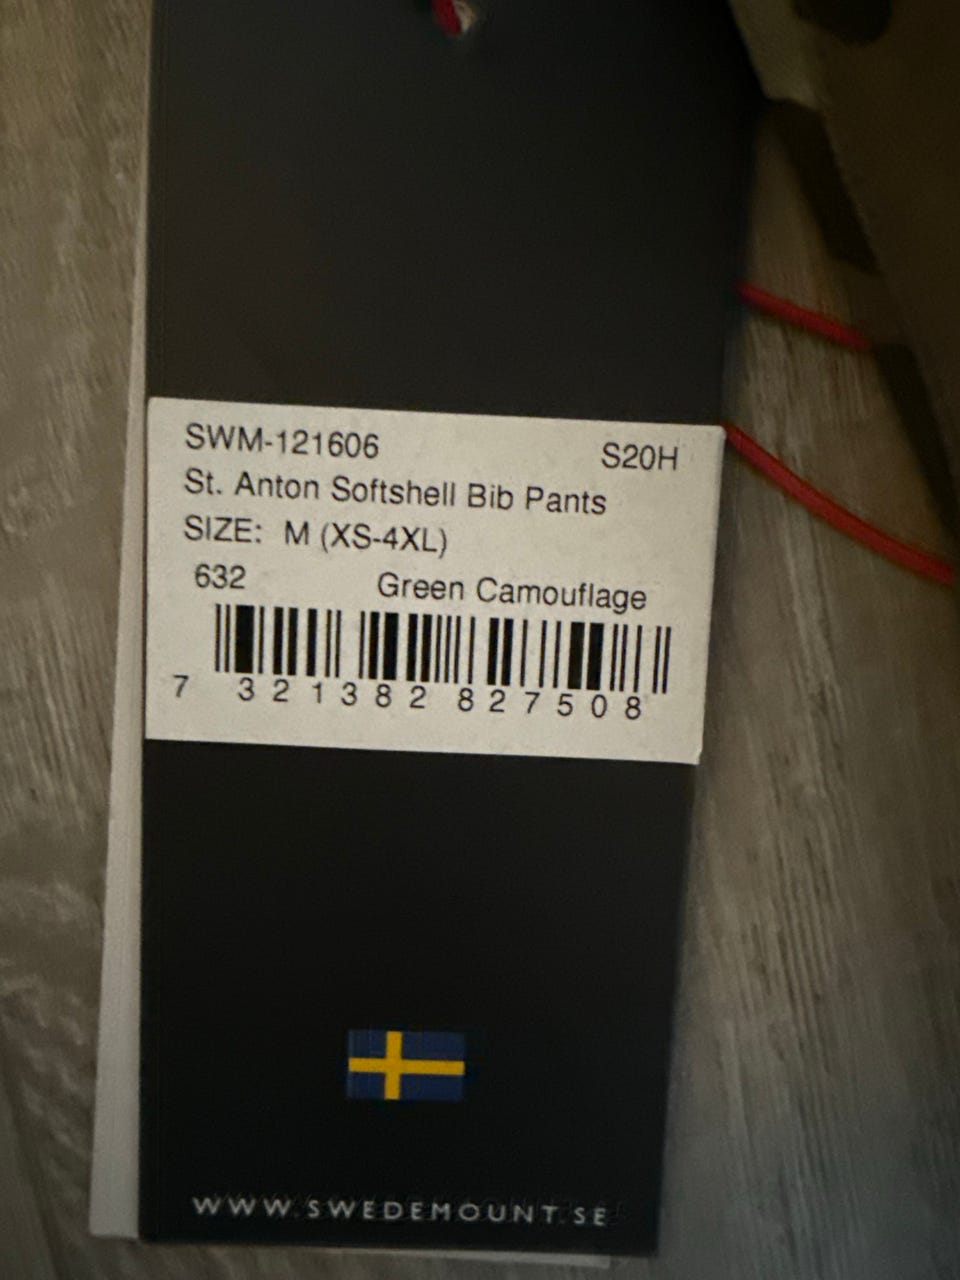 SWM-121606 S20H
St. Anton Softshell Bib Pants
SIZE: M (XS-4XL)
632 Green Camouflage
7 321382 827508
WWW.SWEDEMOUNT.SE